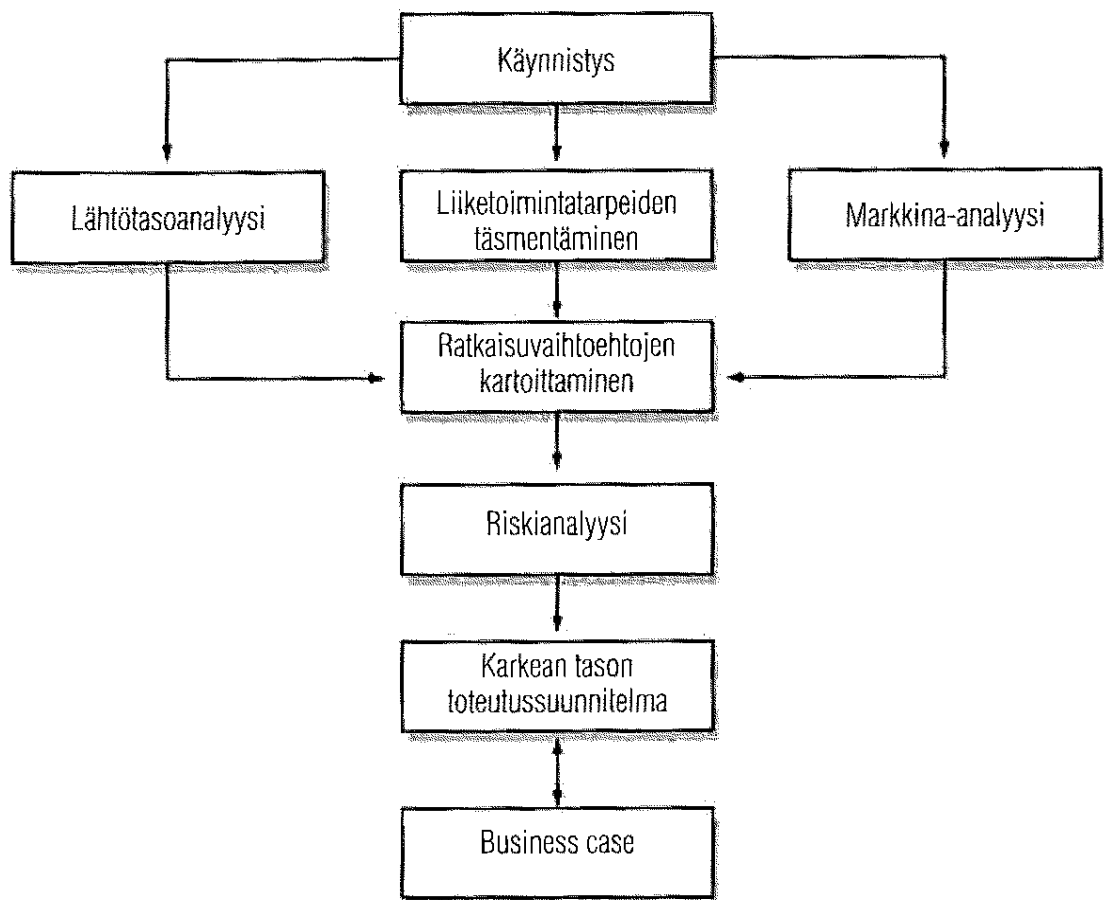 Käynnistys
Lähtötasoanalyysi
Liiketoimintatarpeiden
täsmentäminen
Markkina-analyysi
Ratkaisuvaihtoehtojen
kartoittaminen
Riskianalyysi
Karkean tason
toteutussuunnitelma
Business case